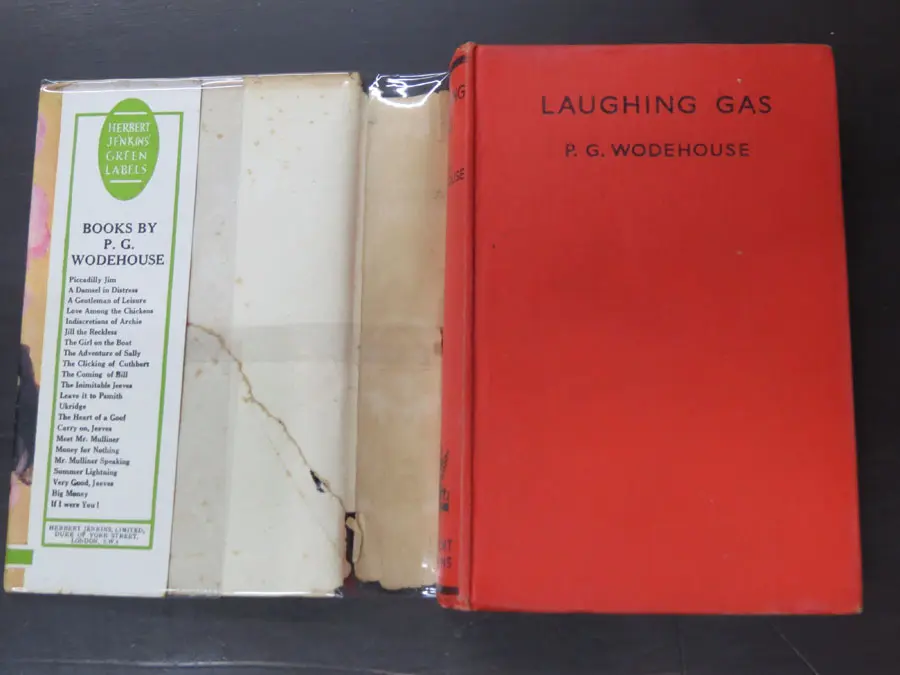 HERBERT
JENKINS'
GREEN
LABELS
BOOKS BY
P. G.
WODEHOUSE
Piccadilly Jim
A Damsel in Distress
A Gentleman of Leisure
Love Among the Chickens
Indiscretions of Archie
Jill the Reckless
The Girl on the Boat
The Adventure of Sally
The Clicking of Cuthbert
The Coming of Bill
The Inimitable Jeeves
Leave it to Psmith
Ukridge
The Heart of a Goof
Carry on, Jeeves
Meet Mr. Mulliner
Money for Nothing
Mr. Mulliner Speaking
Summer Lightning
Very Good, Jeeves
Big Money
If I were You!
HERBERT JENKINS, LIMITED,
DUKE OF YORK STREET,
LONDON, S.W.1
LAUGHING GAS
P. G. WODEHOUSE